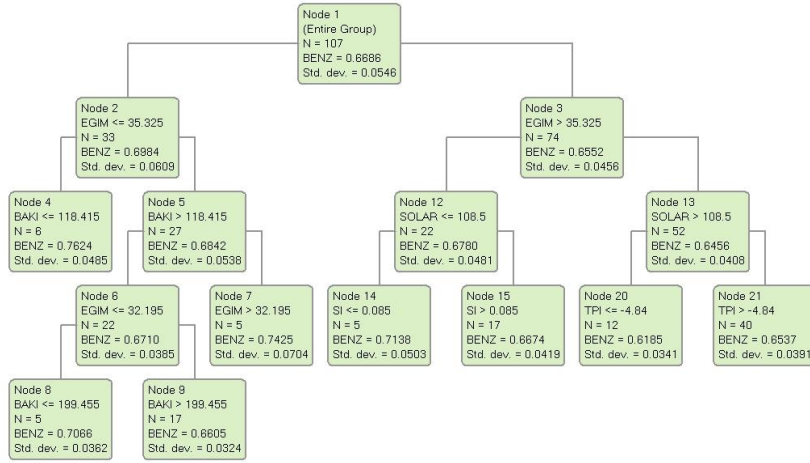 Node 1
(Entire Group)
N = 107
BENZ = 0.6686
Std. dev. = 0.0546
Node 2
EGIM <= 35.325
N = 33
BENZ = 0.6984
Std. dev. = 0.0609
Node 3
EGIM > 35.325
N = 74
BENZ = 0.6552
Std. dev. = 0.0456
Node 4
BAKI <= 118.415
N = 6
BENZ = 0.7624
Std. dev. = 0.0485
Node 5
BAKI > 118.415
N = 27
BENZ = 0.6842
Std. dev. = 0.0538
Node 12
SOLAR <= 108.5
N = 22
BENZ = 0.6780
Std. dev. = 0.0481
Node 13
SOLAR > 108.5
N = 52
BENZ = 0.6456
Std. dev. = 0.0408
Node 6
EGIM <= 32.195
N = 22
BENZ = 0.6710
Std. dev. = 0.0385
Node 7
EGIM > 32.195
N = 5
BENZ = 0.7425
Std. dev. = 0.0704
Node 14
SI <= 0.085
N = 5
BENZ = 0.7138
Std. dev. = 0.0503
Node 15
SI > 0.085
N = 17
BENZ = 0.6674
Std. dev. = 0.0419
Node 20
TPI <= -4.84
N = 12
BENZ = 0.6185
Std. dev. = 0.0341
Node 21
TPI > -4.84
N = 40
BENZ = 0.6537
Std. dev. = 0.0391
Node 8
BAKI <= 199.455
N = 5
BENZ = 0.7066
Std. dev. = 0.0362
Node 9
BAKI > 199.455
N = 17
BENZ = 0.6605
Std. dev. = 0.0324